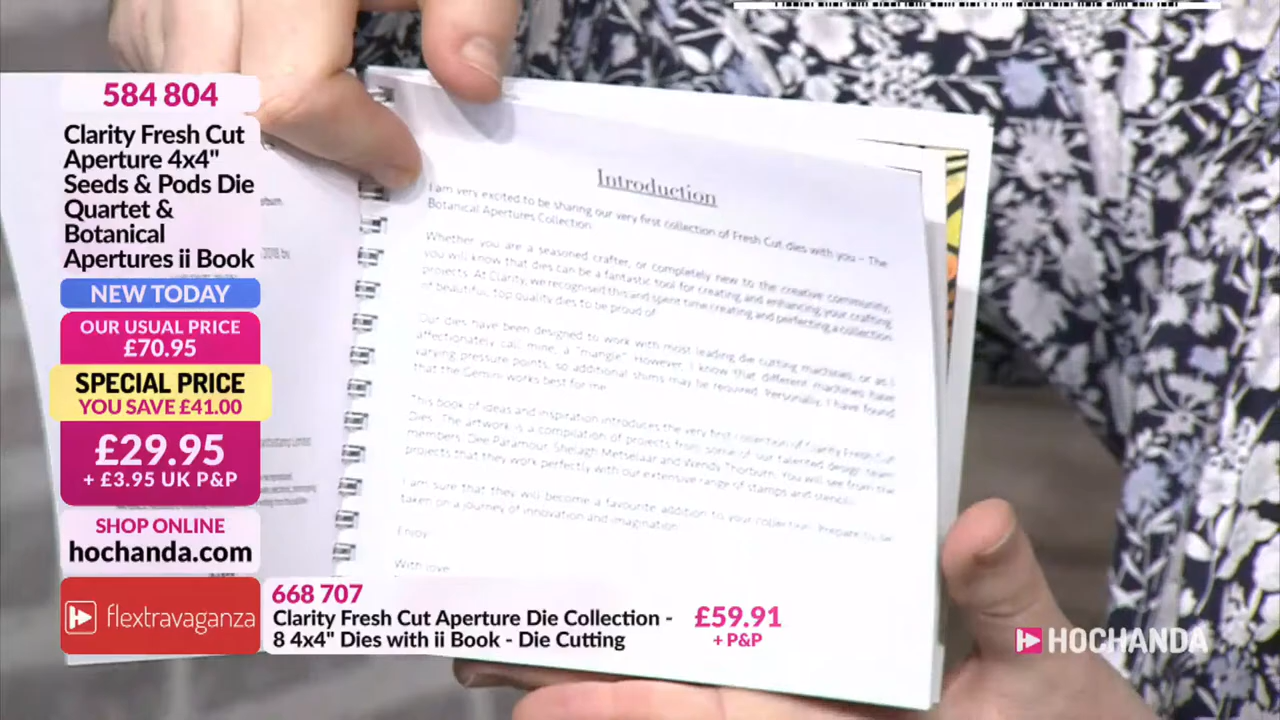 584 804
Clarity Fresh Cut
Aperture 4x4"
Seeds & Pods Die
Quartet &
Botanical
Apertures ii Book
NEW TODAY
OUR USUAL PRICE
£70.95
SPECIAL PRICE
YOU SAVE £41.00
£29.95
+ £3.95 UK P&P
SHOP ONLINE
hochanda.com
flextravaganza
668 707
Clarity Fresh Cut Aperture Die Collection -
8 4x4" Dies with ii Book - Die Cutting
£59.91
+ P&P
HOCHANDA
Introduction
I am very excited to be sharing our very first collection of Fresh Cut dies with you - The
Botanical Apertures Collection.
Whether you are a seasoned crafter, or completely new to the creative community,
you will know that dies can be a fantastic tool for creating and enhancing your crafting
projects. At Clarity, we recognised this and spent time creating and perfecting a collection
of beautiful, top quality dies to be proud of.
Our dies have been designed to work with most leading die cutting machines, or as I
affectionately call mine, a "mangle". However, I know that different machines have
varying pressure points, so additional shims may be required. Personally, I have found
that the Gemini works best for me.
This book of ideas and inspiration introduces the very first collection of Clarity Fresh Cut
Dies. The artwork is a compilation of projects from some of our talented design team
members: Dee Paramour, Shelagh Metselaar and Wendy Thorburn. You will see from the
projects that they work perfectly with our extensive range of stamps and stencils.
I am sure that they will become a favourite addition to your collection. Prepare to be
taken on a journey of innovation and imagination!
Enjoy
With love